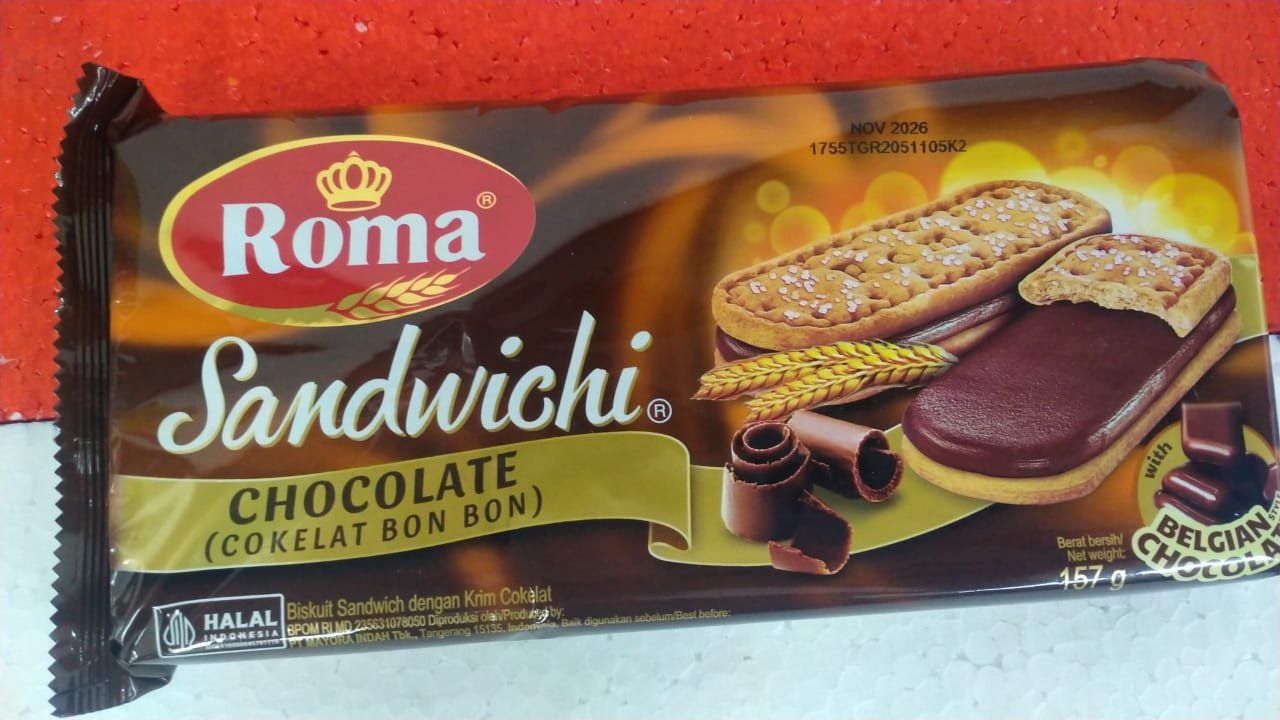 NOV 2026
1755TGR2051105K2
Roma®
Sandwichi®
CHOCOLATE
(COKELAT BON BON)
with
BELGIAN STYLE
CHOCOLAT
Berat bersih/
Net weight:
157 g
HALAL
INDONESIA
Biskuit Sandwich dengan Krim Cokelat
BPOM RI MD 235631078050 Diproduksi oleh/Produced by:
PT MAYORA INDAH Tbk., Tangerang 15135, Indonesia. Baik digunakan sebelum/Best before: